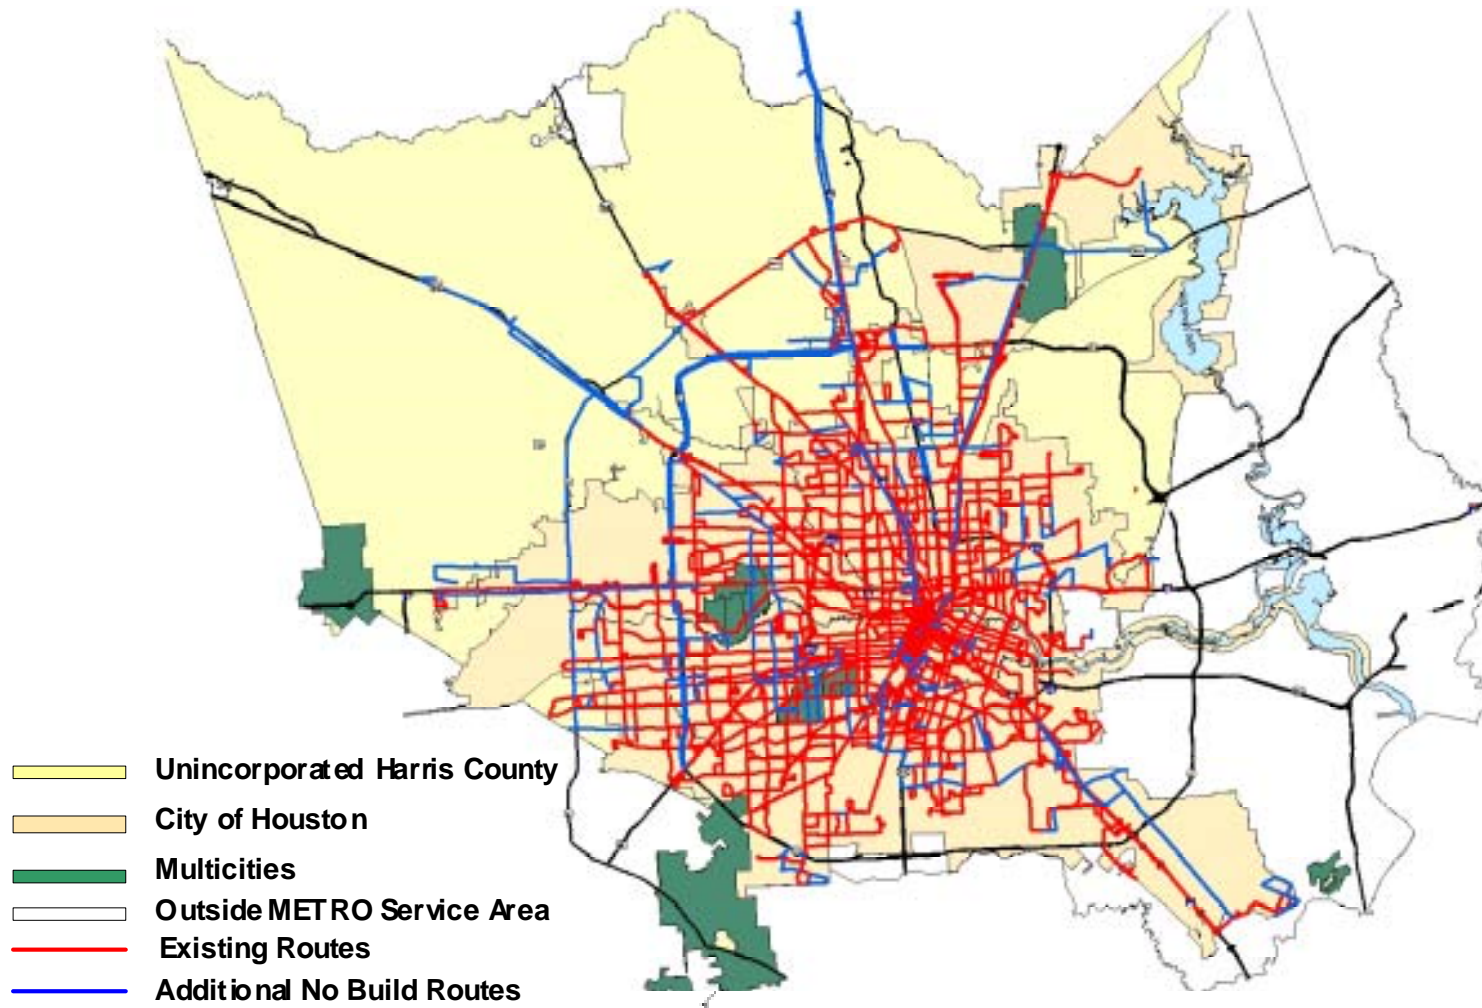 Unincorporated Harris County
City of Houston
Multicities
Outside METRO Service Area
Existing Routes
Additional No Build Routes